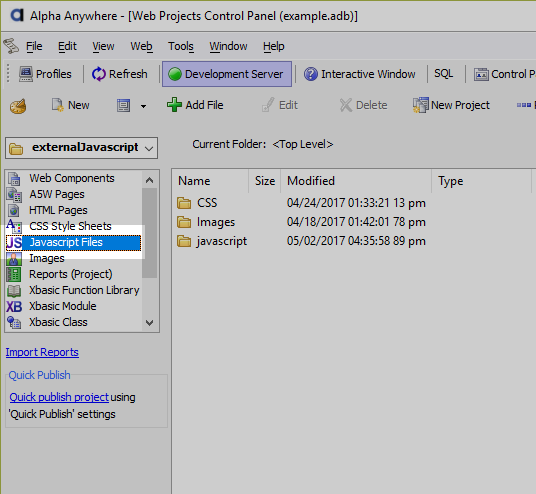 Alpha Anywhere - [Web Projects Control Panel (example.adb)]
File Edit View Web Tools Window Help
Profiles Refresh Development Server Interactive Window SQL Control P
New Add File Edit Delete New Project
externalJavascript
Current Folder: <Top Level>
Web Components
A5W Pages
HTML Pages
CSS Style Sheets
JS Javascript Files
Images
Reports (Project)
Xbasic Function Library
XB Xbasic Module
Xbasic Class
Name Size Modified Type
CSS 04/24/2017 01:33:21 13 pm
Images 04/18/2017 01:42:01 78 pm
javascript 05/02/2017 04:35:58 89 pm
Import Reports
Quick Publish
Quick publish project using
'Quick Publish' settings